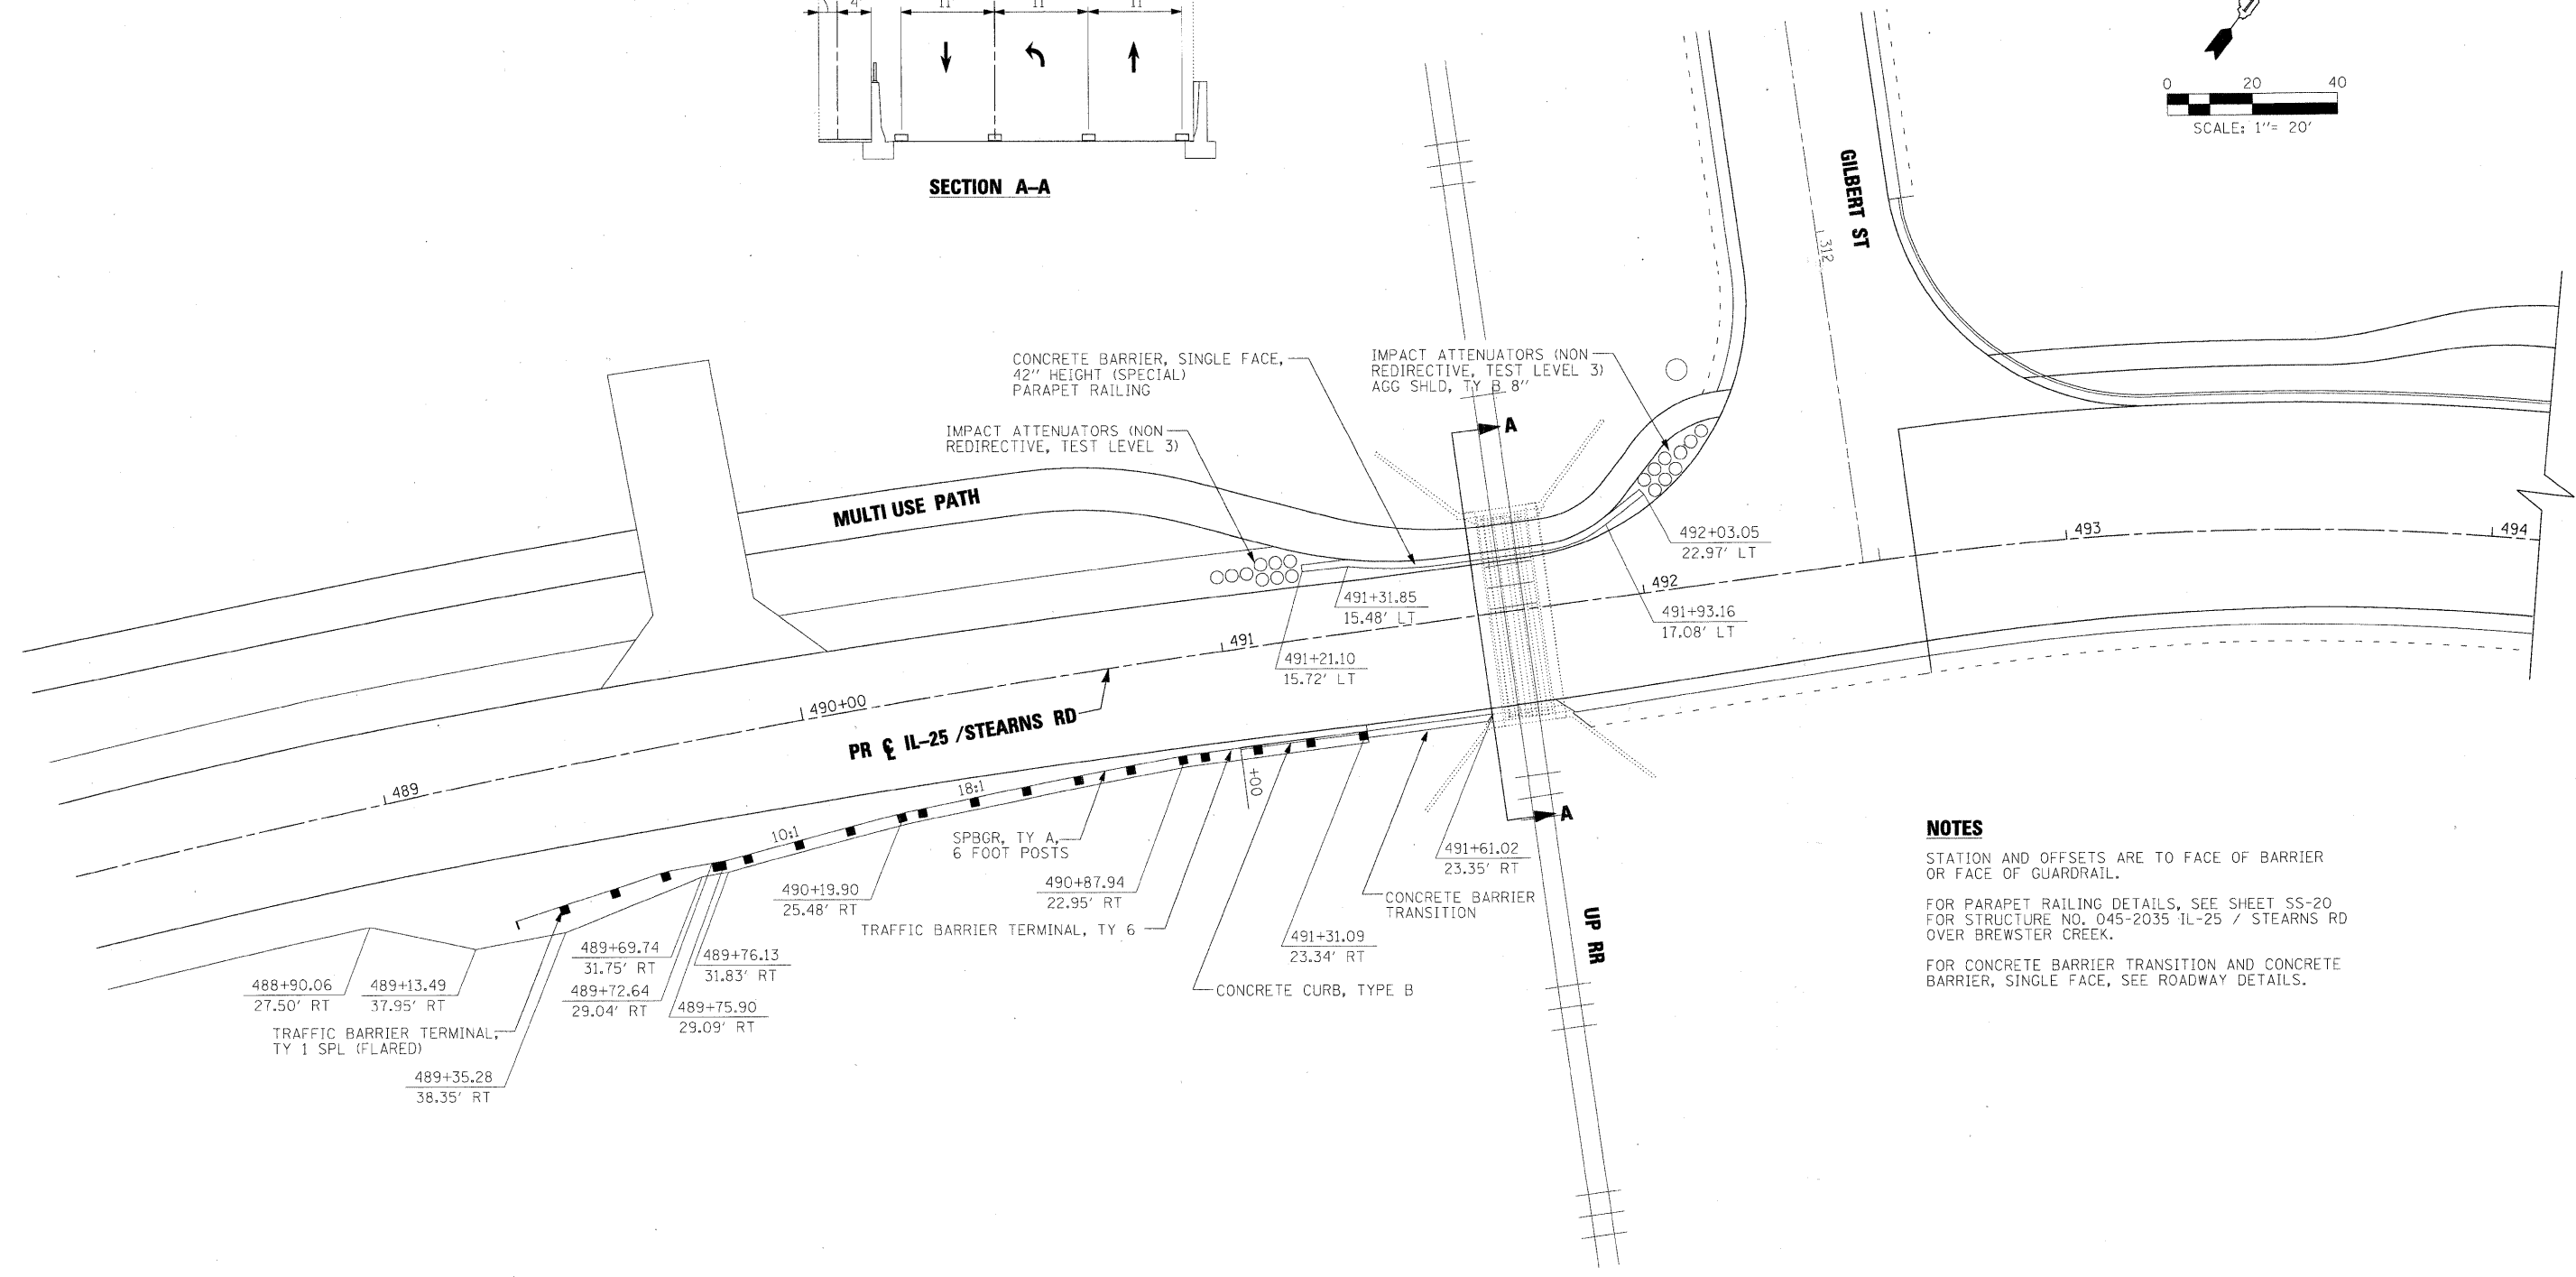 4'
11'
11'
11'
SECTION A-A
0 20 40
SCALE: 1"= 20'
GILBERT ST
312
CONCRETE BARRIER, SINGLE FACE,
42" HEIGHT (SPECIAL)
PARAPET RAILING
IMPACT ATTENUATORS (NON
REDIRECTIVE, TEST LEVEL 3)
AGG SHLD, TY B 8"
IMPACT ATTENUATORS (NON
REDIRECTIVE, TEST LEVEL 3)
A
MULTI USE PATH
492+03.05
22.97' LT
493
494
492
491+31.85
15.48' LT
491+93.16
17.08' LT
491
491+21.10
15.72' LT
490+00
PR ℄ IL-25 /STEARNS RD
489
+00
18:1
10:1
SPBGR, TY A,
6 FOOT POSTS
A
491+61.02
23.35' RT
490+19.90
25.48' RT
490+87.94
22.95' RT
CONCRETE BARRIER
TRANSITION
TRAFFIC BARRIER TERMINAL, TY 6
491+31.09
23.34' RT
UP RR
489+69.74
31.75' RT
489+76.13
31.83' RT
488+90.06
27.50' RT
489+13.49
37.95' RT
489+72.64
29.04' RT
489+75.90
29.09' RT
CONCRETE CURB, TYPE B
TRAFFIC BARRIER TERMINAL,
TY 1 SPL (FLARED)
489+35.28
38.35' RT
NOTES
STATION AND OFFSETS ARE TO FACE OF BARRIER
OR FACE OF GUARDRAIL.
FOR PARAPET RAILING DETAILS, SEE SHEET SS-20
FOR STRUCTURE NO. 045-2035 IL-25 / STEARNS RD
OVER BREWSTER CREEK.
FOR CONCRETE BARRIER TRANSITION AND CONCRETE
BARRIER, SINGLE FACE, SEE ROADWAY DETAILS.